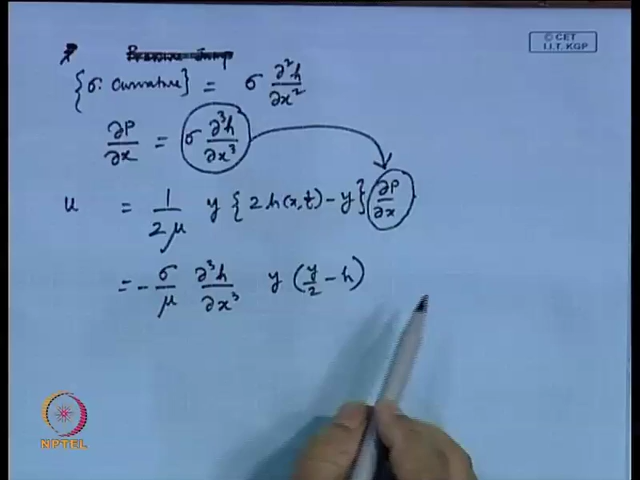 © CET
I.I.T. KGP
{σ. Curvature} = σ ∂²h/∂x²
∂P/∂x = σ ∂³h/∂x³
u = 1/2μ y {2h(x,t) - y} ∂P/∂x
= - σ/μ ∂³h/∂x³ y (y/2 - h)
NPTEL